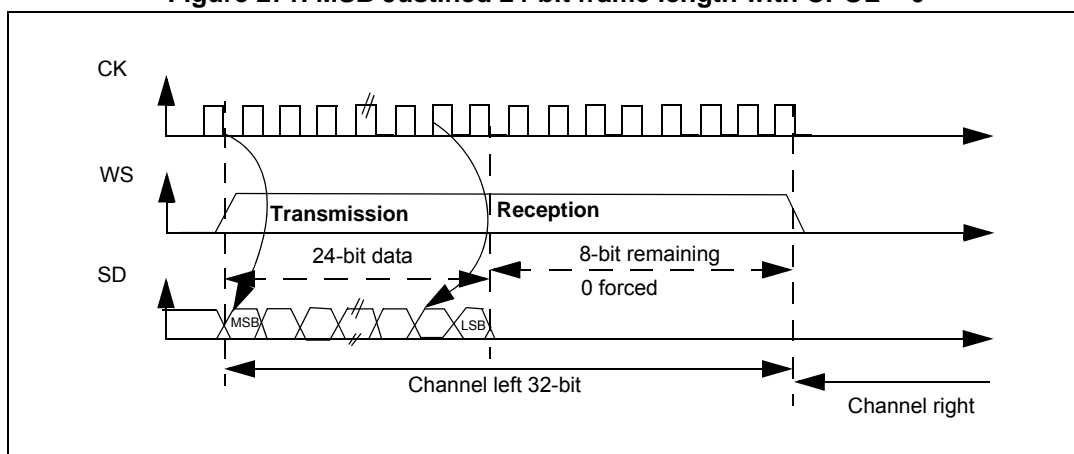 CK
WS
Transmission Reception
24-bit data 8-bit remaining
0 forced
SD
MSB LSB
Channel left 32-bit
Channel right